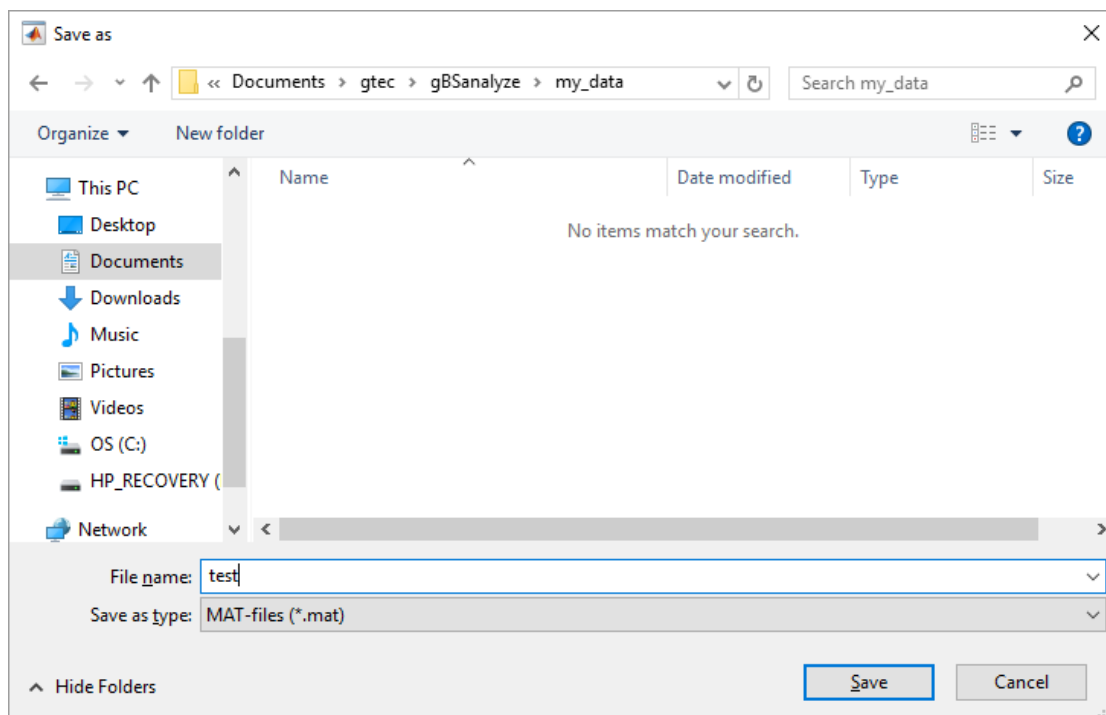 Save as
« Documents > gtec > gBSanalyze > my_data
Search my_data
Organize
New folder
Name
Date modified
Type
Size
No items match your search.
This PC
Desktop
Documents
Downloads
Music
Pictures
Videos
OS (C:)
HP_RECOVERY (
Network
File name: test
Save as type: MAT-files (*.mat)
Hide Folders
Save
Cancel